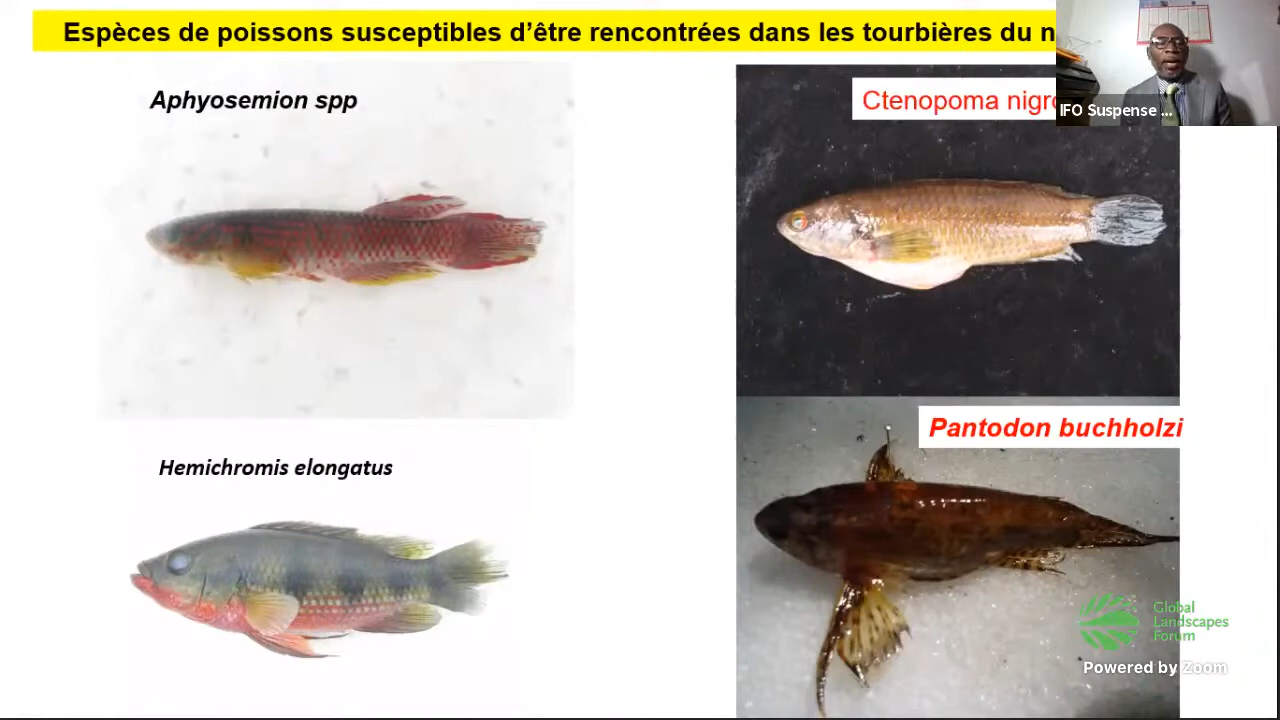 Espèces de poissons susceptibles d’être rencontrées dans les tourbières du
Aphyosemion spp
Ctenopoma
IFO Suspense ...
Pantodon buchholzi
Hemichromis elongatus
Global
Landscapes
Forum
Powered by Zoom